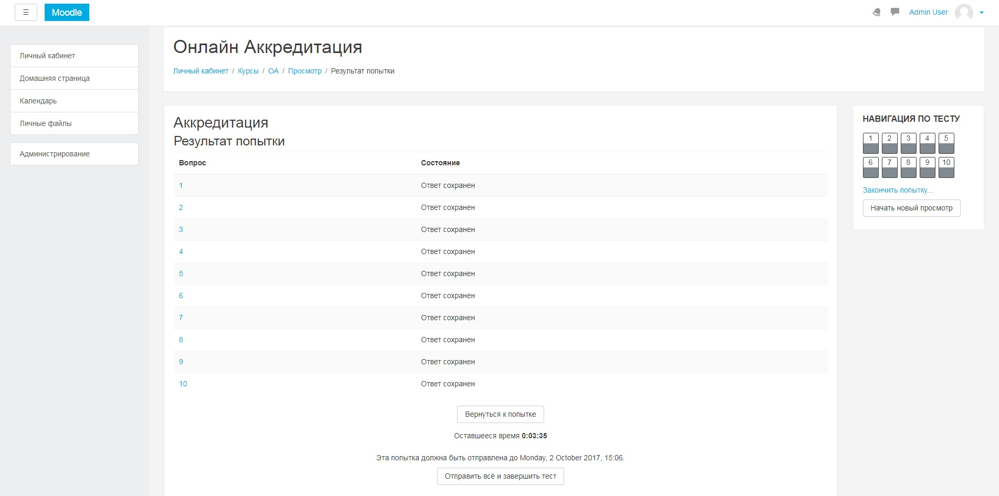 ☰ Moodle Admin User
Личный кабинет
Домашняя страница
Календарь
Личные файлы
Администрирование
Онлайн Аккредитация
Личный кабинет / Курсы / ОА / Просмотр / Результат попытки
Аккредитация
Результат попытки
Вопрос Состояние
1 Ответ сохранен
2 Ответ сохранен
3 Ответ сохранен
4 Ответ сохранен
5 Ответ сохранен
6 Ответ сохранен
7 Ответ сохранен
8 Ответ сохранен
9 Ответ сохранен
10 Ответ сохранен
Вернуться к попытке
Оставшееся время 0:03:35
Эта попытка должна быть отправлена до Monday, 2 October 2017, 15:06.
Отправить всё и завершить тест
НАВИГАЦИЯ ПО ТЕСТУ
1 2 3 4 5
6 7 8 9 10
Закончить попытку...
Начать новый просмотр